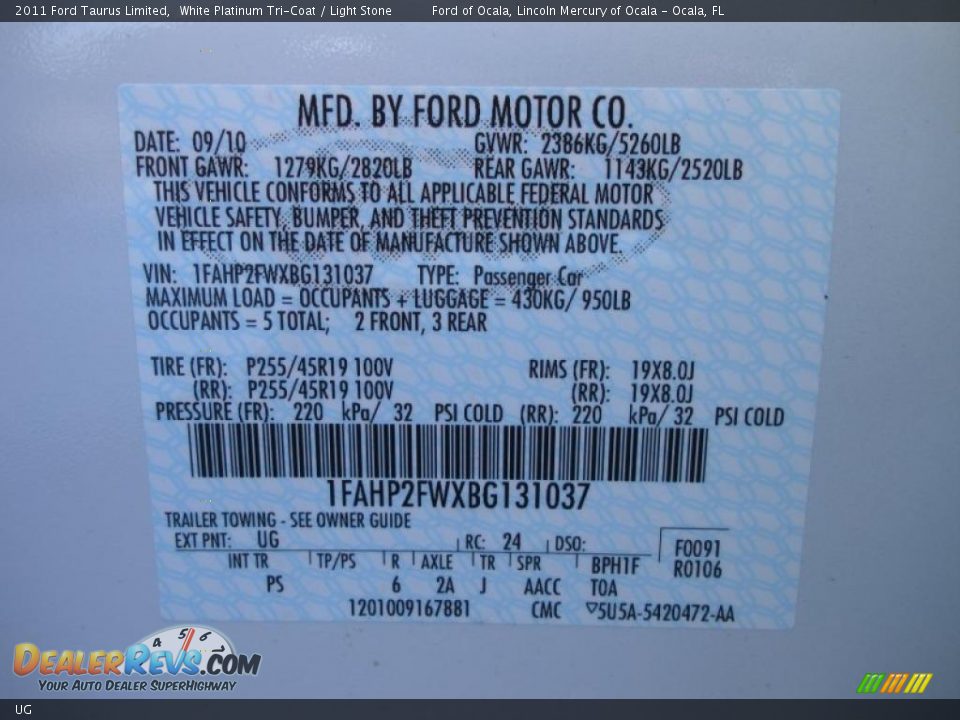 2011 Ford Taurus Limited, White Platinum Tri-Coat / Light Stone Ford of Ocala, Lincoln Mercury of Ocala - Ocala, FL
MFD. BY FORD MOTOR CO.
DATE: 09/10 GVWR: 2386KG/5260LB
FRONT GAWR: 1279KG/2820LB REAR GAWR: 1143KG/2520LB
THIS VEHICLE CONFORMS TO ALL APPLICABLE FEDERAL MOTOR
VEHICLE SAFETY, BUMPER, AND THEFT PREVENTION STANDARDS
IN EFFECT ON THE DATE OF MANUFACTURE SHOWN ABOVE.
VIN: 1FAHP2FWXBG131037 TYPE: Passenger Car
MAXIMUM LOAD = OCCUPANTS + LUGGAGE = 430KG/ 950LB
OCCUPANTS = 5 TOTAL; 2 FRONT, 3 REAR
TIRE (FR): P255/45R19 100V RIMS (FR): 19X8.0J
(RR): P255/45R19 100V (RR): 19X8.0J
PRESSURE (FR): 220 kPa/ 32 PSI COLD (RR): 220 kPa/ 32 PSI COLD
1FAHP2FWXBG131037
TRAILER TOWING - SEE OWNER GUIDE
EXT PNT: UG RC: 24 DSO: F0091
INT TR TP/PS R AXLE TR SPR BPH1F R0106
PS 6 2A J AACC TOA
1201009167881 CMC 5U5A-5420472-AA
4 5 6 7
DEALERREVS.COM
YOUR AUTO DEALER SUPERHIGHWAY
UG